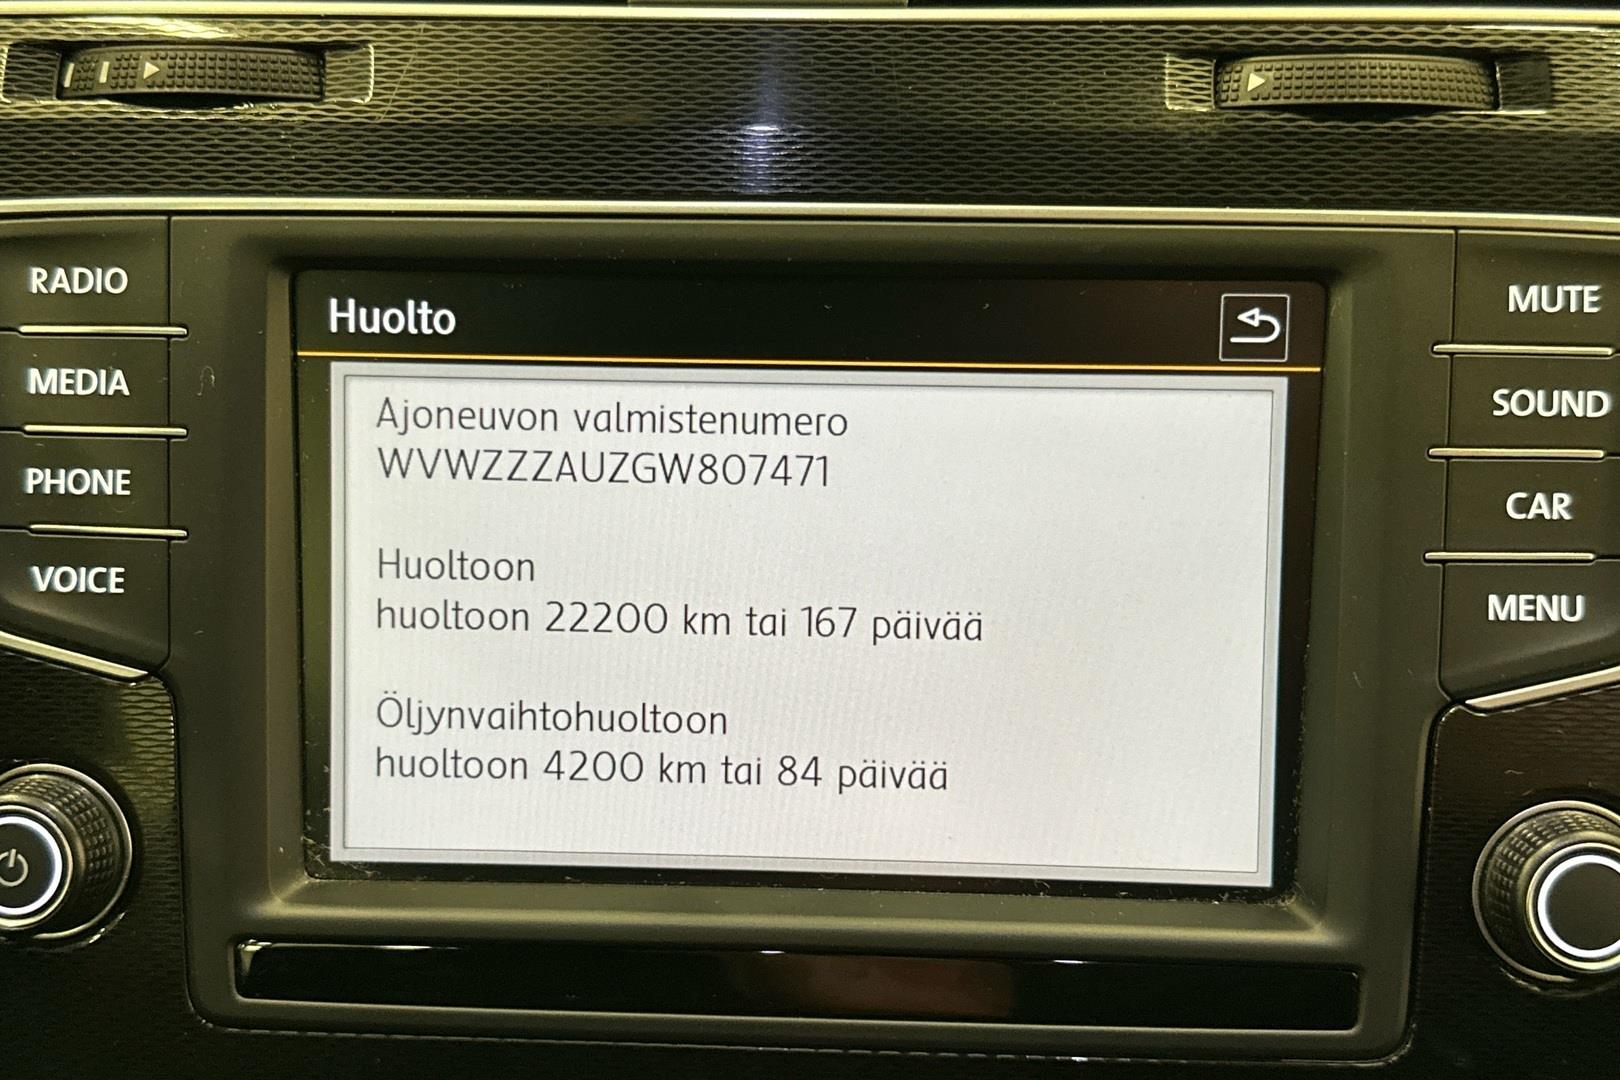 RADIO
MEDIA
PHONE
VOICE
Huolto
Ajoneuvon valmistenumero
WVWZZZAUZGW807471
Huoltoon
huoltoon 22200 km tai 167 päivää
Öljynvaihtohuoltoon
huoltoon 4200 km tai 84 päivää
MUTE
SOUND
CAR
MENU